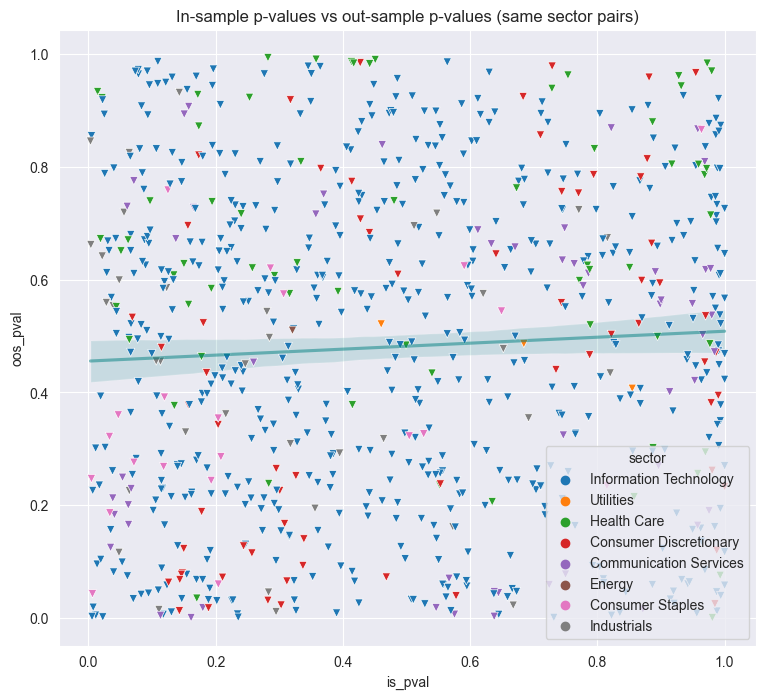 In-sample p-values vs out-sample p-values (same sector pairs)
1.0
0.8
0.6
0.4
0.2
0.0
oos_pval
sector
Information Technology
Utilities
Health Care
Consumer Discretionary
Communication Services
Energy
Consumer Staples
Industrials
0.0 0.2 0.4 0.6 0.8 1.0
is_pval